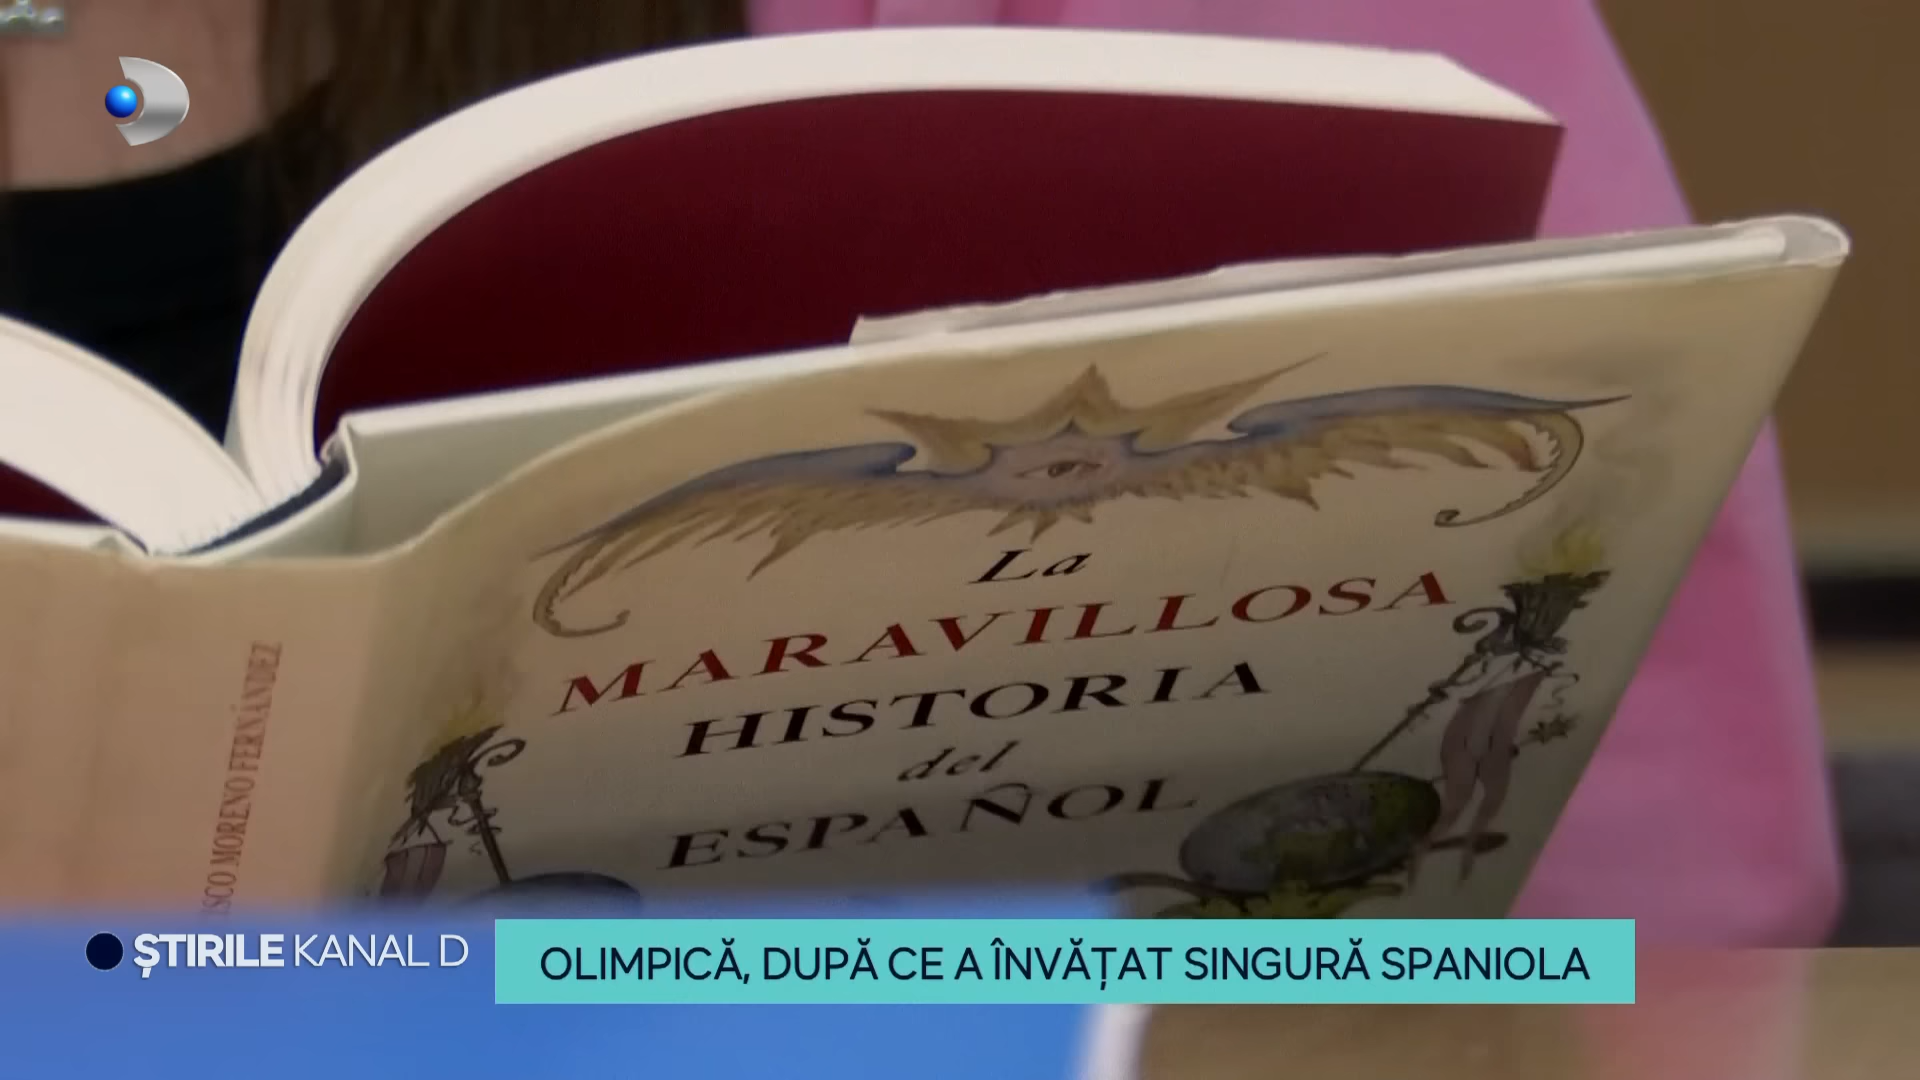 La
MARAVILLOSA
HISTORIA
del
ESPAÑOL
MORENO FERNÁNDEZ
ȘTIRILE KANAL D
OLIMPICĂ, DUPĂ CE A ÎNVĂȚAT SINGURĂ SPANIOLA